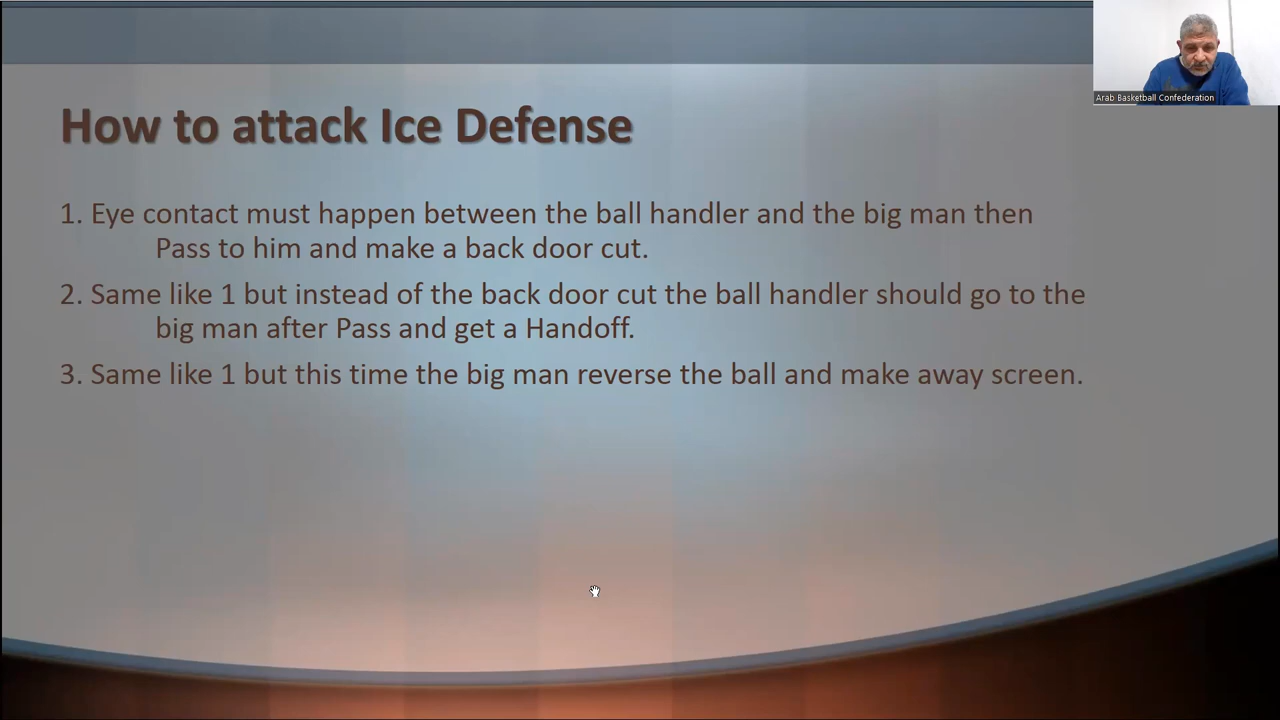 Arab Basketball Confederation
How to attack Ice Defense
1. Eye contact must happen between the ball handler and the big man then
Pass to him and make a back door cut.
2. Same like 1 but instead of the back door cut the ball handler should go to the
big man after Pass and get a Handoff.
3. Same like 1 but this time the big man reverse the ball and make away screen.